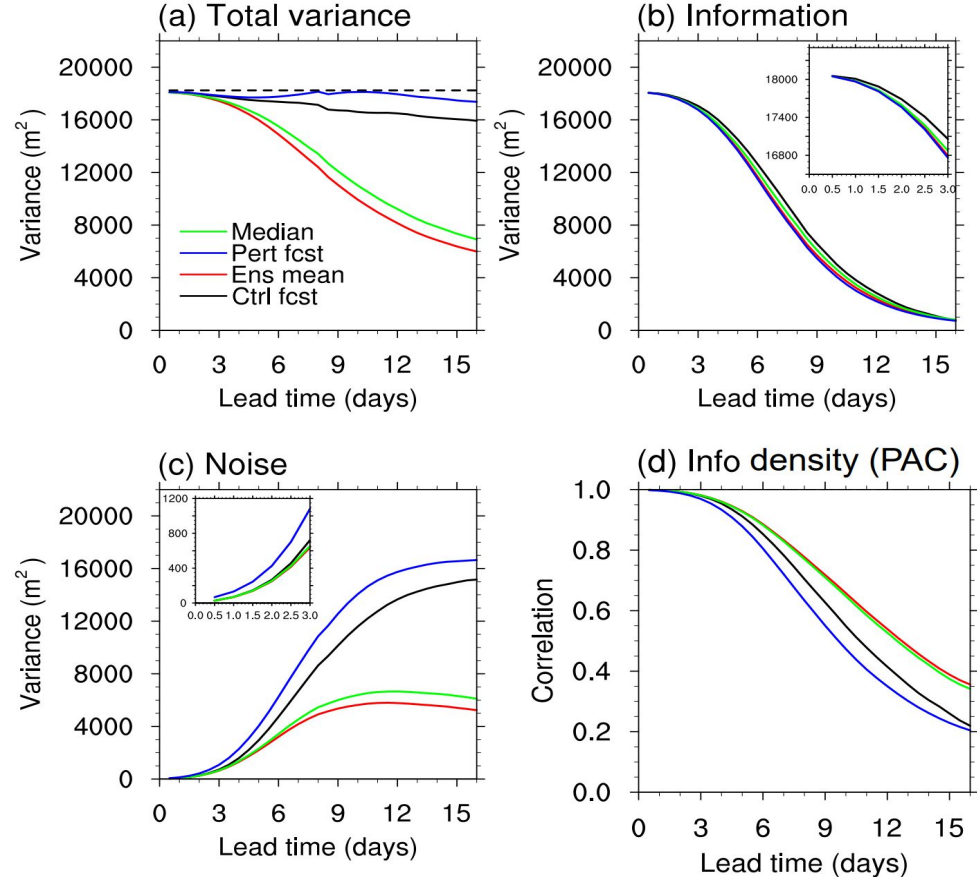 (a) Total variance
20000
16000
12000
8000
4000
0
Variance (m²)
Median
Pert fcst
Ens mean
Ctrl fcst
0 3 6 9 12 15
Lead time (days)
(b) Information
20000
16000
12000
8000
4000
0
Variance (m²)
18000
17400
16800
0.0 0.5 1.0 1.5 2.0 2.5 3.0
0 3 6 9 12 15
Lead time (days)
(c) Noise
20000
16000
12000
8000
4000
0
Variance (m²)
1200
800
400
0
0.0 0.5 1.0 1.5 2.0 2.5 3.0
0 3 6 9 12 15
Lead time (days)
(d) Info density (PAC)
1.0
0.8
0.6
0.4
0.2
0.0
Correlation
0 3 6 9 12 15
Lead time (days)